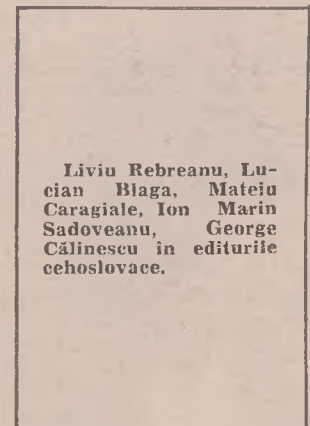 Liviu Rebreanu, Lu-
cian Blaga, Mateiu
Caragiale, Ion Marin
Sadoveanu, George
Călinescu în editurile
cehoslovace.